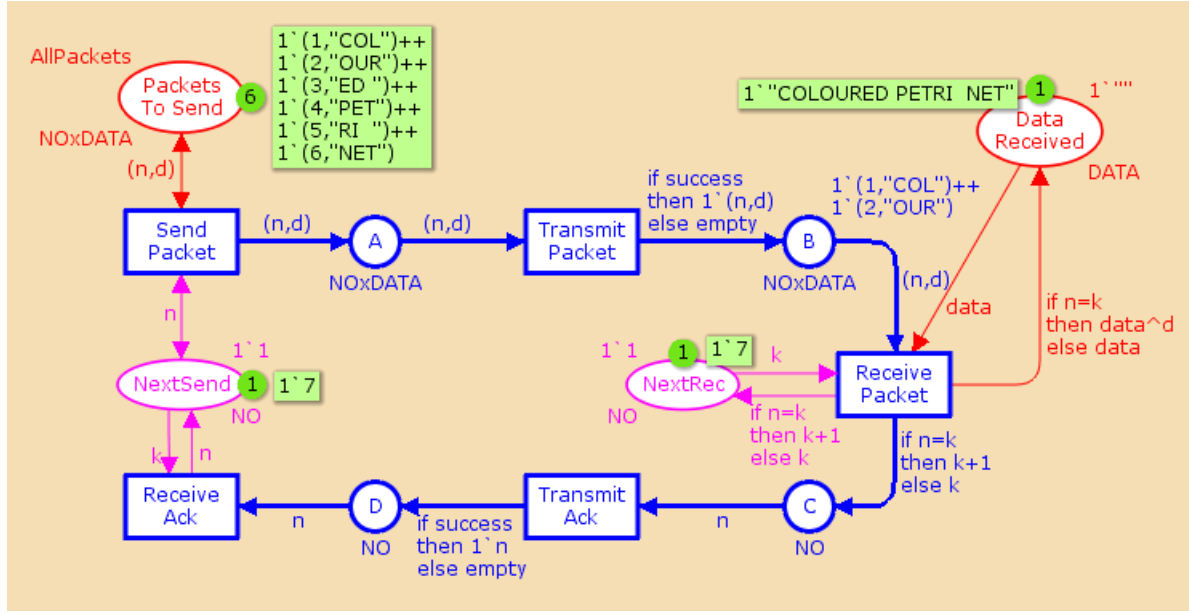 AllPackets
Packets
To Send
6
1`(1,"COL")++
1`(2,"OUR")++
1`(3,"ED ")++
1`(4,"PET")++
1`(5,"RI  ")++
1`(6,"NET")
NOxDATA
(n,d)
1`"COLOURED PETRI  NET"
1
1`""
Data
Received
DATA
Send
Packet
(n,d)
A
NOxDATA
(n,d)
Transmit
Packet
if success
then 1`(n,d)
else empty
1`(1,"COL")++
1`(2,"OUR")
B
NOxDATA
(n,d)
data
if n=k
then data^d
else data
n
1`1
NextSend
1
1`7
NO
1`1
1
1`7
NextRec
NO
k
if n=k
then k+1
else k
Receive
Packet
if n=k
then k+1
else k
k
n
Receive
Ack
n
D
NO
if success
then 1`n
else empty
Transmit
Ack
n
C
NO